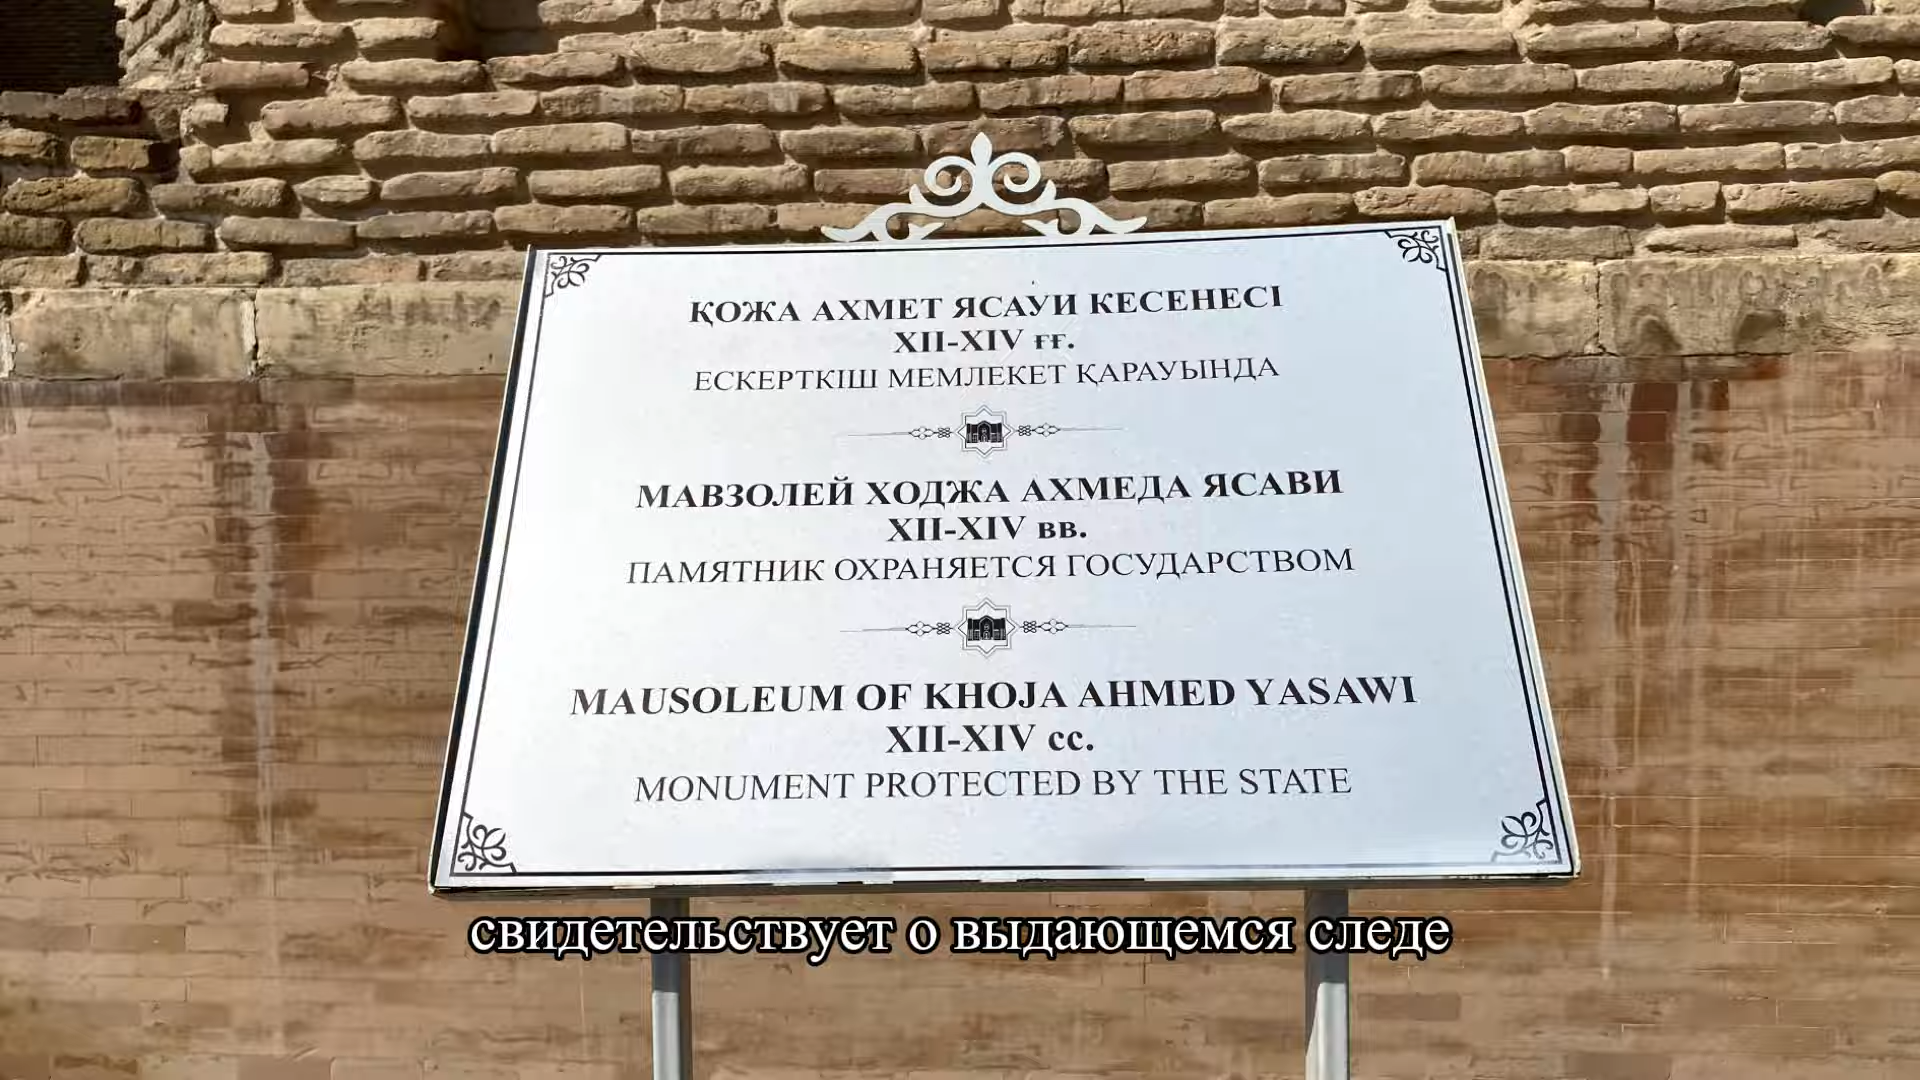 ҚОЖА АХМЕТ ЯСАУИ КЕСЕНЕСІ
XII-XIV ғғ.
ЕСКЕРТКІШ МЕМЛЕКЕТ ҚАРАУЫНДА
МАВЗОЛЕЙ ХОДЖА АХМЕДА ЯСАВИ
XII-XIV вв.
ПАМЯТНИК ОХРАНЯЕТСЯ ГОСУДАРСТВОМ
MAUSOLEUM OF KHOJA AHMED YASAWI
XII-XIV cc.
MONUMENT PROTECTED BY THE STATE
свидетельствует о выдающемся следе